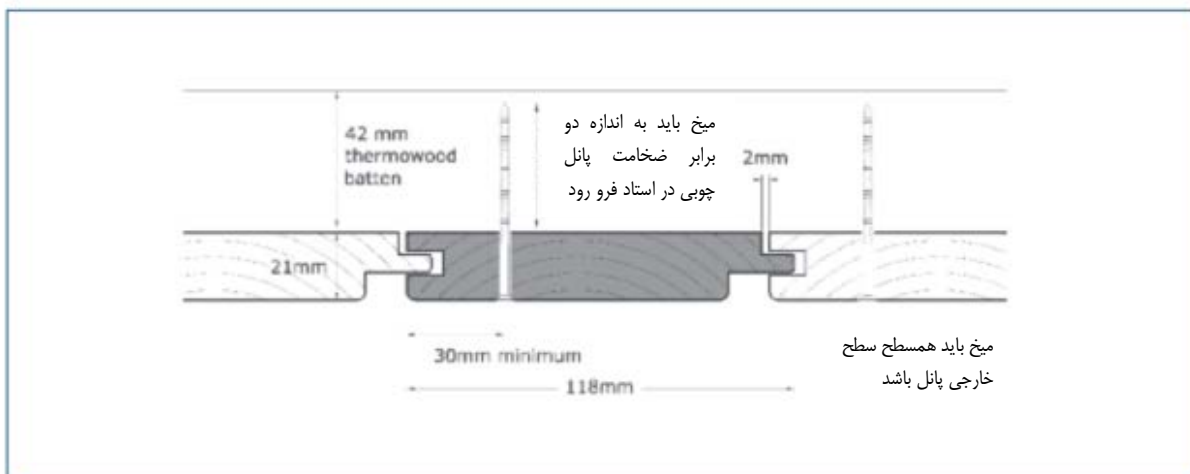 42 mm
thermowood
batten
میخ باید به اندازه دو
برابر ضخامت پانل
چوبی در استاد فرو رود
2mm
21mm
30mm minimum
118mm
میخ باید همسطح سطح
خارجی پانل باشد